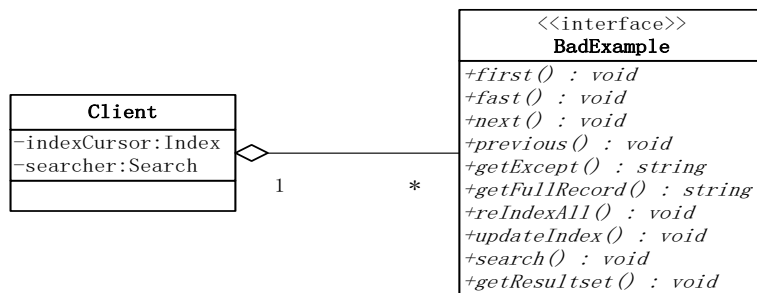 Client
-indexCursor:Index
-searcher:Search
1
*
<<interface>>
BadExample
+first() : void
+fast() : void
+next() : void
+previous() : void
+getExcept() : string
+getFullRecord() : string
+reIndexAll() : void
+updateIndex() : void
+search() : void
+getResultset() : void